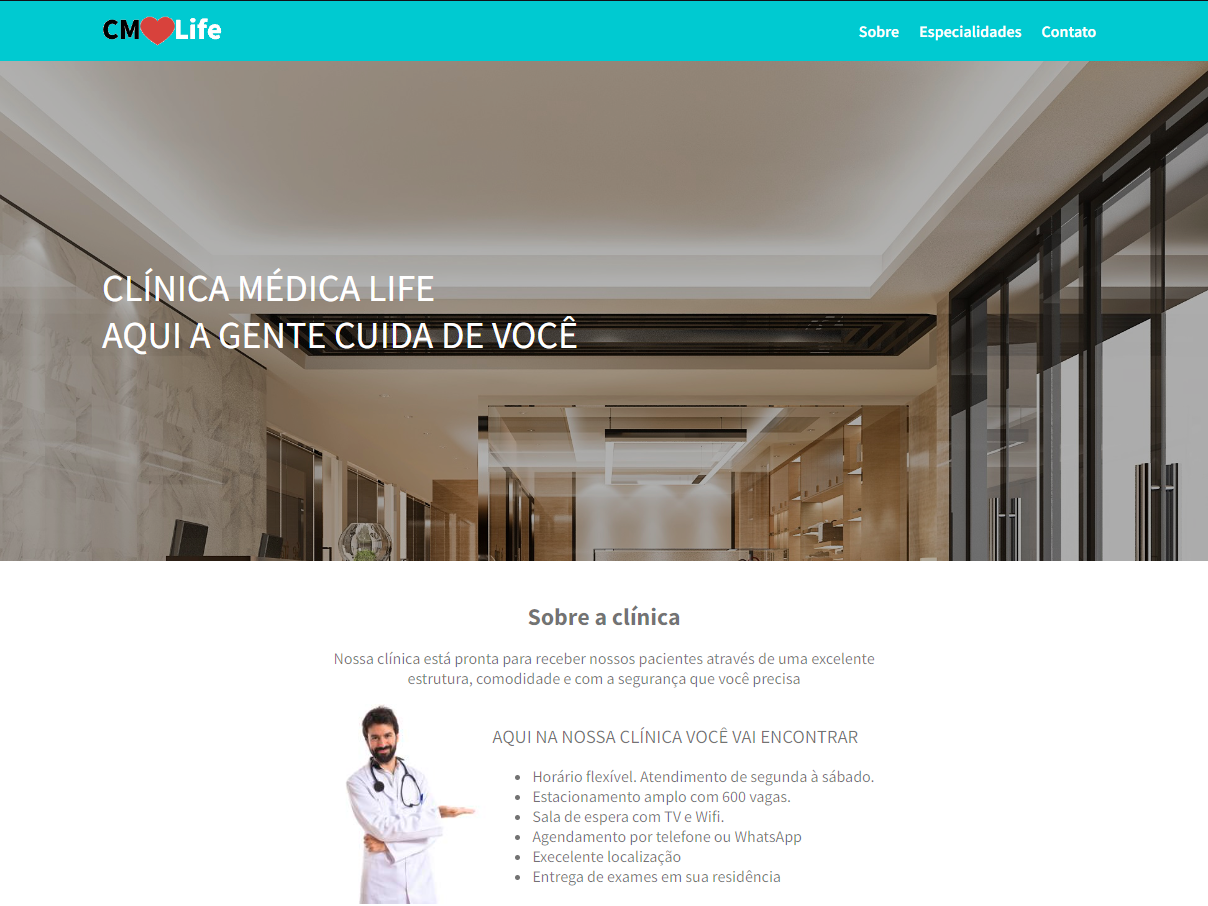 CM Life
Sobre Especialidades Contato
CLÍNICA MÉDICA LIFE
AQUI A GENTE CUIDA DE VOCÊ
Sobre a clínica
Nossa clínica está pronta para receber nossos pacientes através de uma excelente
estrutura, comodidade e com a segurança que você precisa
AQUI NA NOSSA CLÍNICA VOCÊ VAI ENCONTRAR
• Horário flexível. Atendimento de segunda à sábado.
• Estacionamento amplo com 600 vagas.
• Sala de espera com TV e Wifi.
• Agendamento por telefone ou WhatsApp
• Execelente localização
• Entrega de exames em sua residência